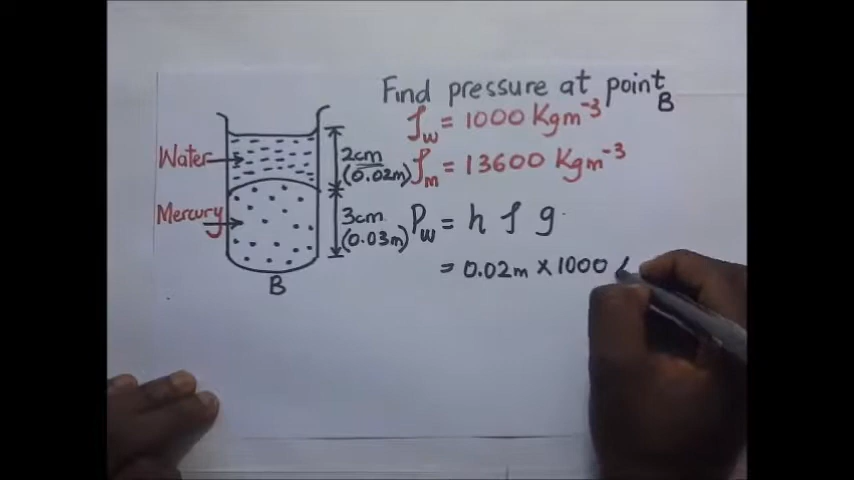 Find pressure at point B
ρw = 1000 Kgm⁻³
Water
2cm
(0.02m)
ρm = 13600 Kgm⁻³
Mercury
3cm
(0.03m)
Pw = h ρ g
= 0.02m × 1000
B